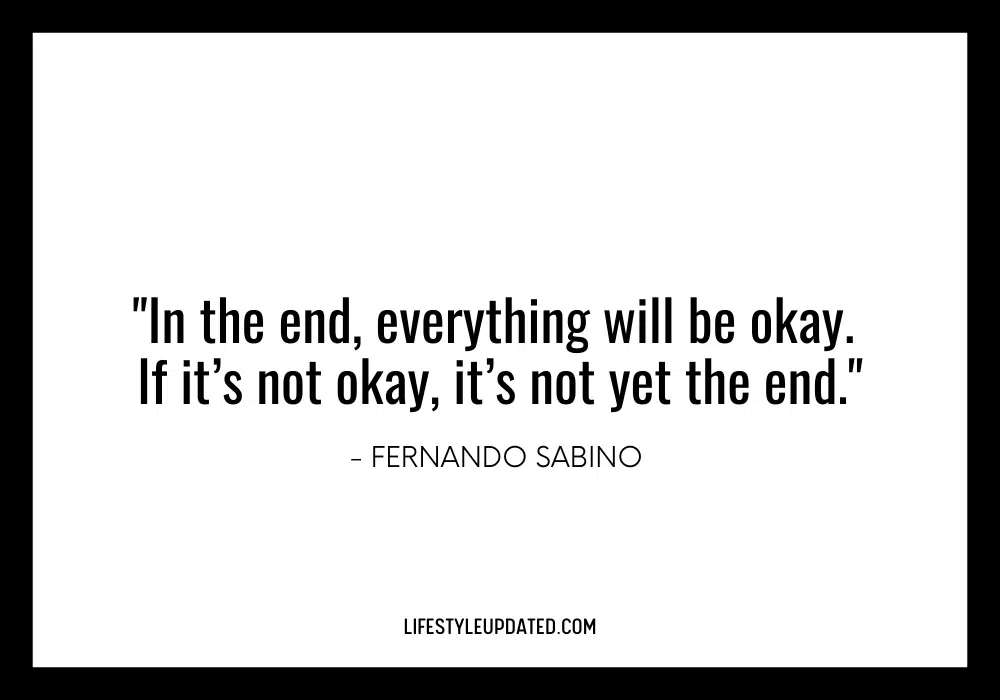 "In the end, everything will be okay.
If it’s not okay, it’s not yet the end."
– FERNANDO SABINO
LIFESTYLEUPDATED.COM